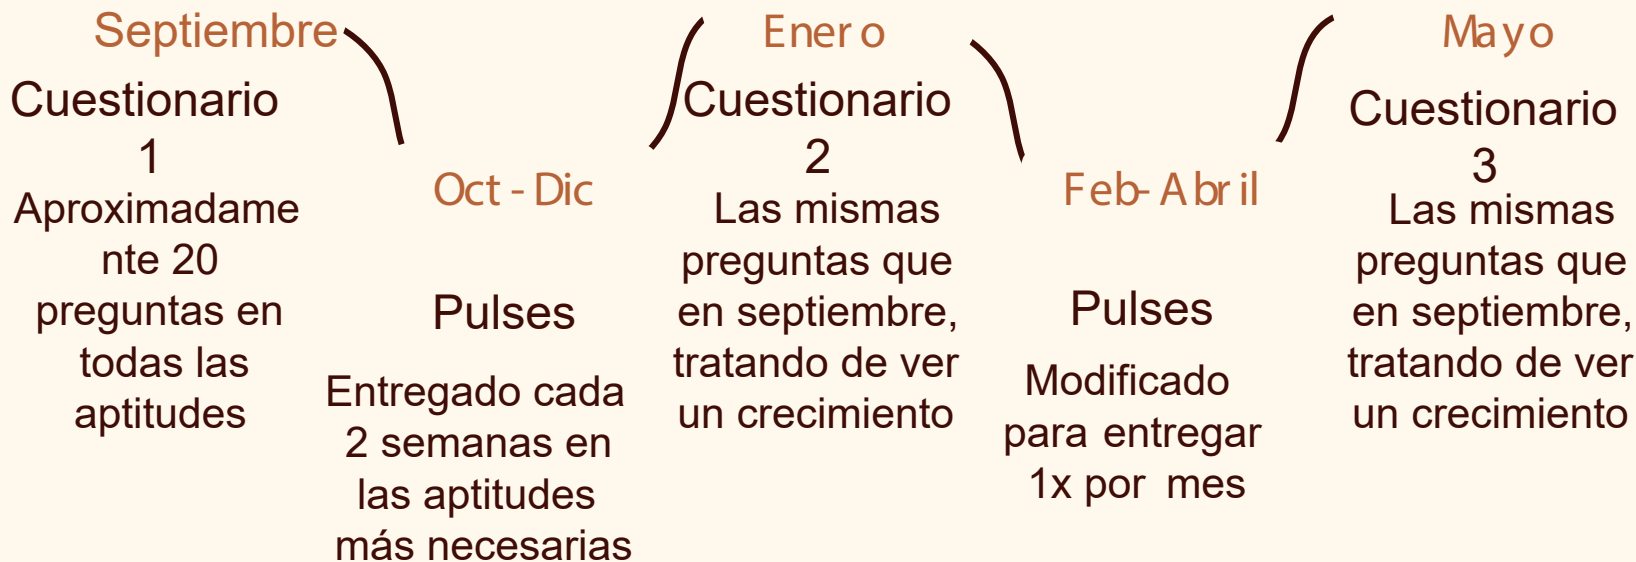 Septiembre
Cuestionario
1
Aproximadame
nte 20
preguntas en
todas las
aptitudes
Oct - Dic
Pulses
Entregado cada
2 semanas en
las aptitudes
más necesarias
Enero
Cuestionario
2
Las mismas
preguntas que
en septiembre,
tratando de ver
un crecimiento
Feb-Abril
Pulses
Modificado
para entregar
1x por mes
Mayo
Cuestionario
3
Las mismas
preguntas que
en septiembre,
tratando de ver
un crecimiento